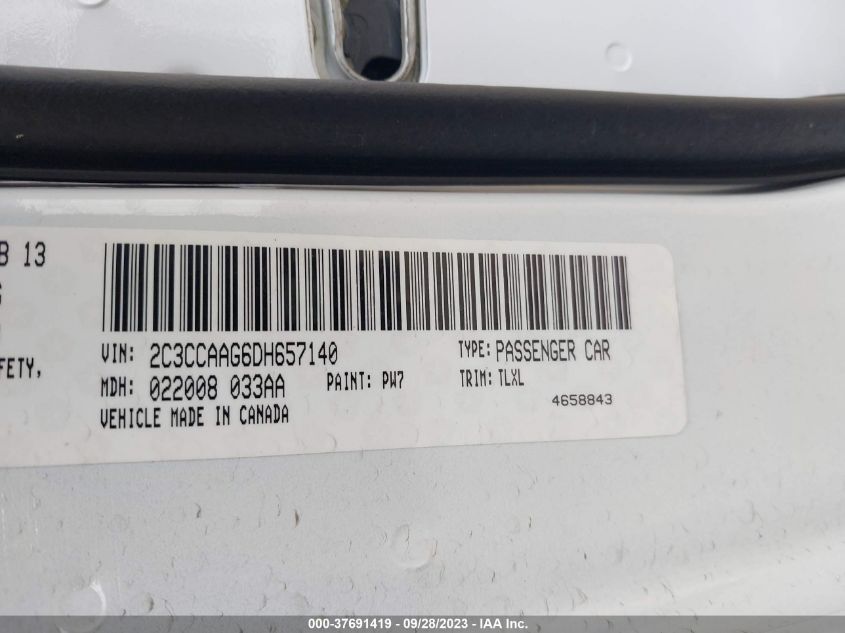 B 13
VIN: 2C3CCAAG6DH657140 TYPE: PASSENGER CAR
FETY,
MDH: 022008 033AA PAINT: PW7 TRIM: TLXL
VEHICLE MADE IN CANADA 4658843
000-37691419 - 09/28/2023 - © IAA Inc.